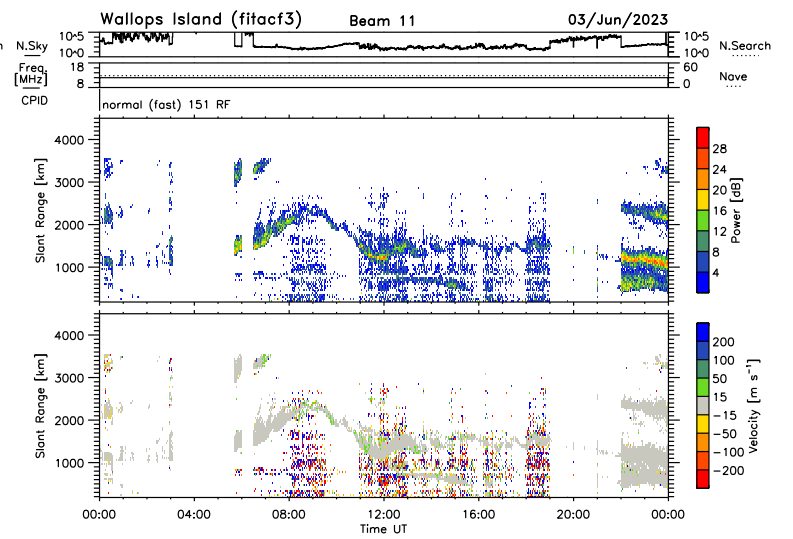 Wallops Island (fitacf3) Beam 11 03/Jun/2023
N.Sky 10^5 10^0 10^5 10^0 N.Search
Freq. [MHz] 18 8 60 0 Nave
CPID normal (fast) 151 RF
Slant Range [km]
4000
3000
2000
1000
Power [dB]
28
24
20
16
12
8
4
Slant Range [km]
4000
3000
2000
1000
Velocity [m s⁻¹]
200
100
50
15
−15
−50
−100
−200
00:00 04:00 08:00 12:00 16:00 20:00 00:00
Time UT